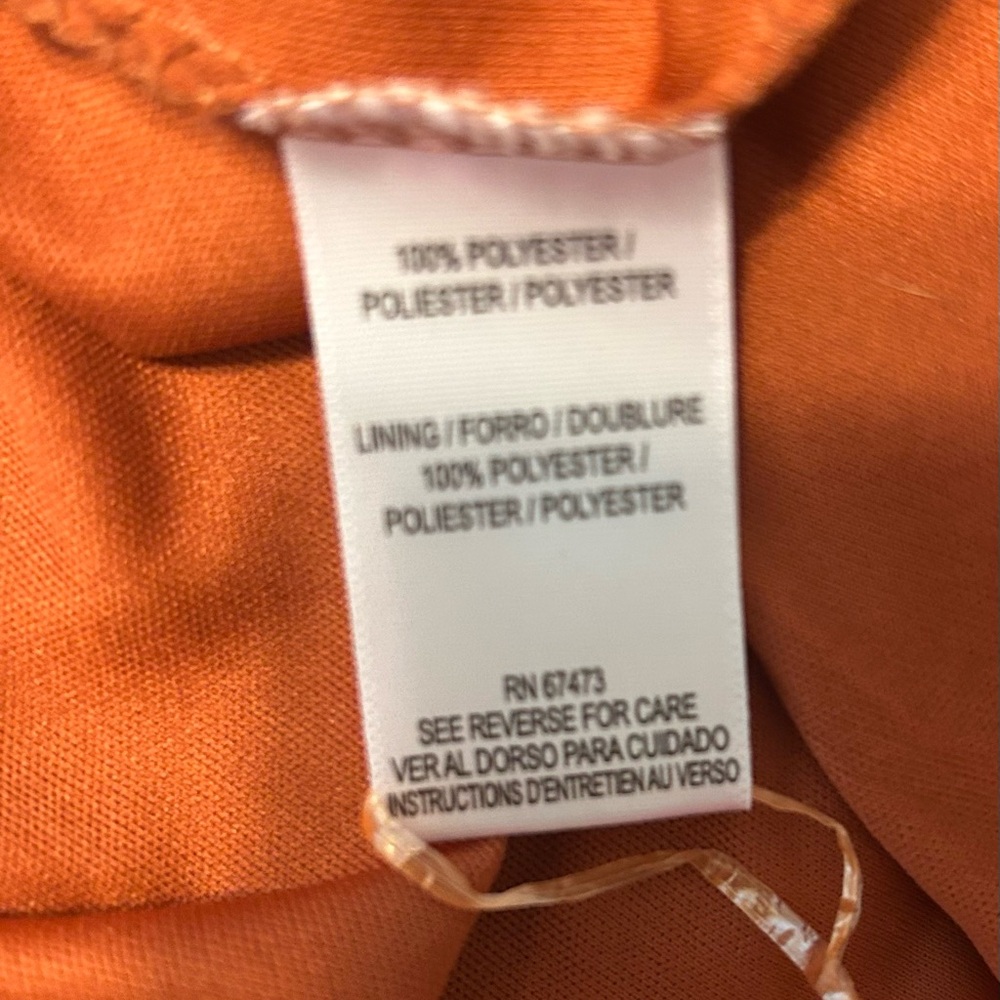 100% POLYESTER /
POLIESTER / POLYESTER
LINING / FORRO / DOUBLURE
100% POLYESTER /
POLIESTER / POLYESTER
RN 67473
SEE REVERSE FOR CARE
VER AL DORSO PARA CUIDADO
INSTRUCTIONS D'ENTRETIEN AU VERSO